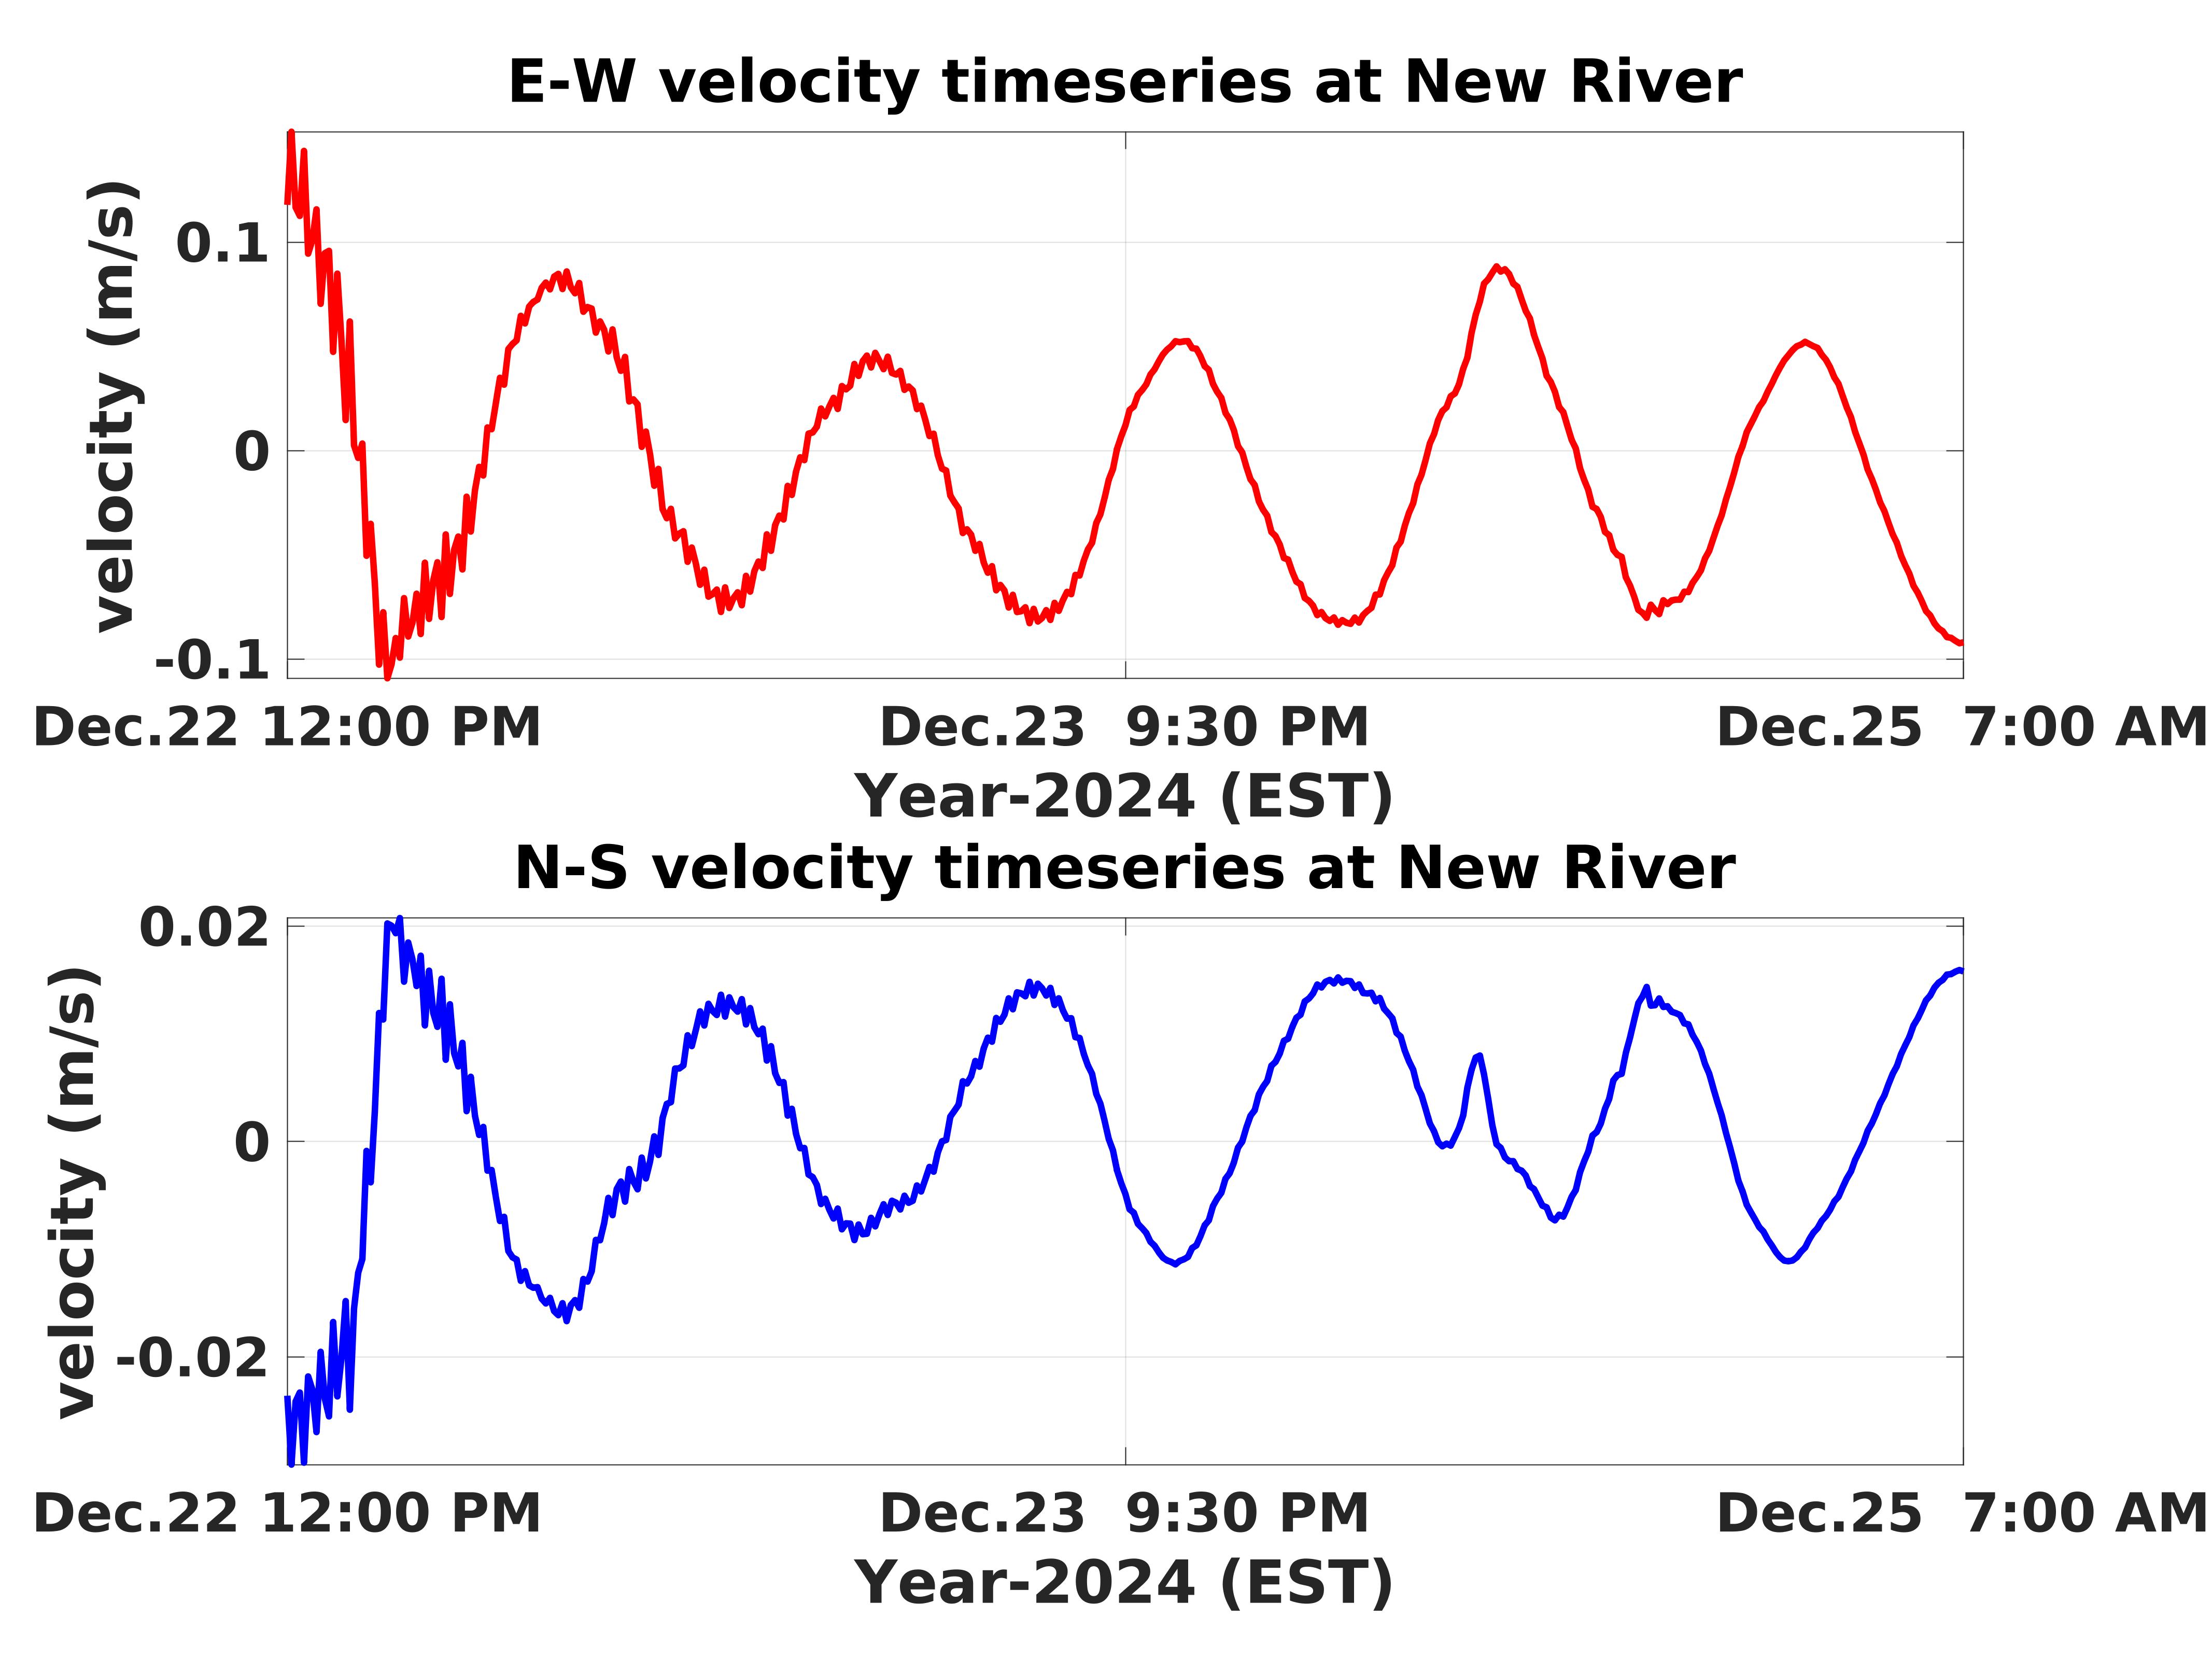 E-W velocity timeseries at New River
velocity (m/s)
0.1
0
-0.1
Dec.22 12:00 PM
Dec.23  9:30 PM
Dec.25  7:00 AM
Year-2024 (EST)
N-S velocity timeseries at New River
velocity (m/s)
0.02
0
-0.02
Dec.22 12:00 PM
Dec.23  9:30 PM
Dec.25  7:00 AM
Year-2024 (EST)